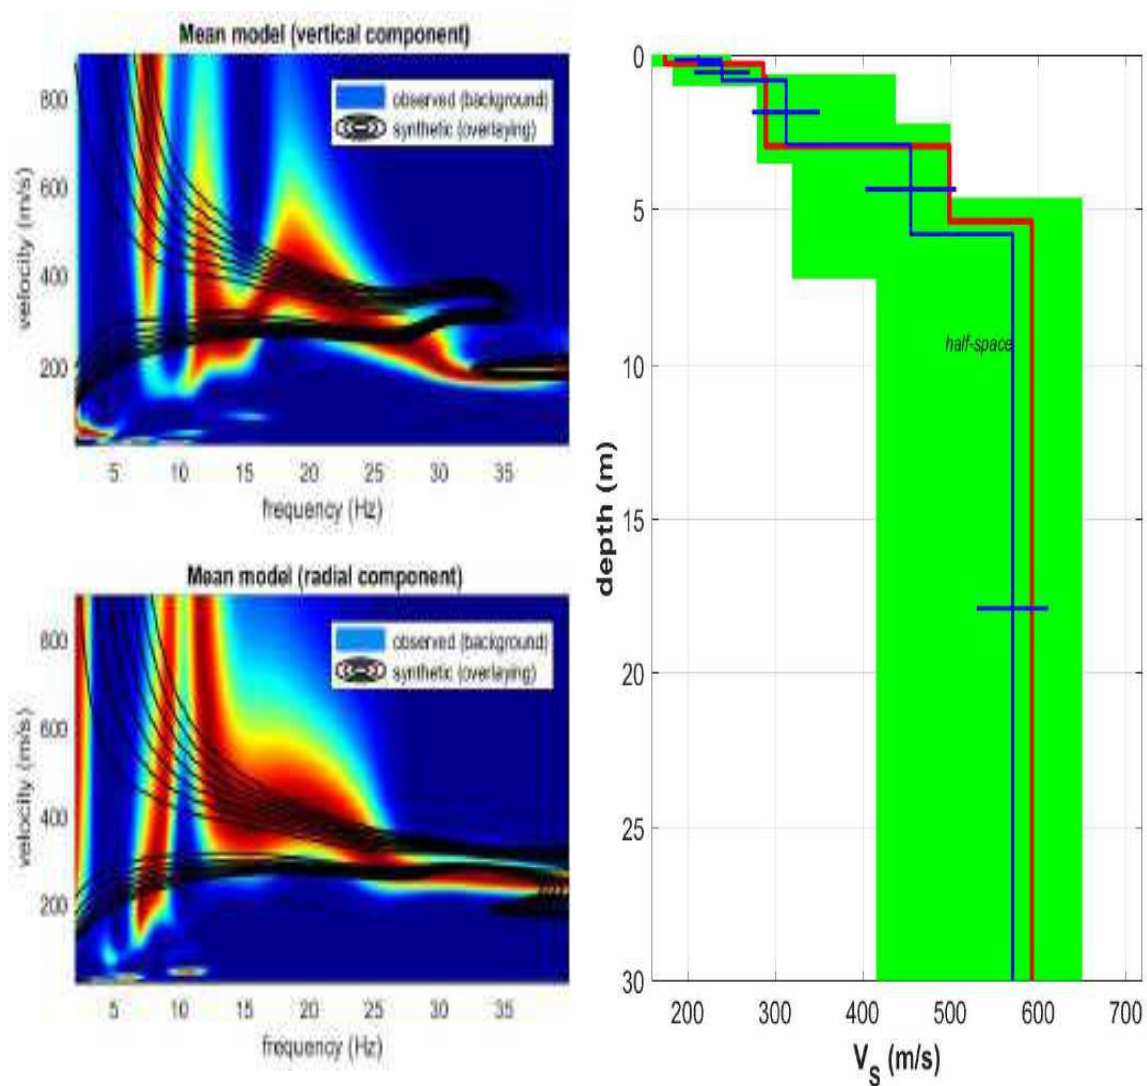 Mean model (vertical component)
observed (background)
synthetic (overlaying)
800
600
400
200
velocity (m/s)
5 10 15 20 25 30 35
frequency (Hz)
Mean model (radial component)
observed (background)
synthetic (overlaying)
800
600
400
200
velocity (m/s)
5 10 15 20 25 30 35
frequency (Hz)
0
5
10
15
20
25
30
depth (m)
half-space
200 300 400 500 600 700
VS (m/s)